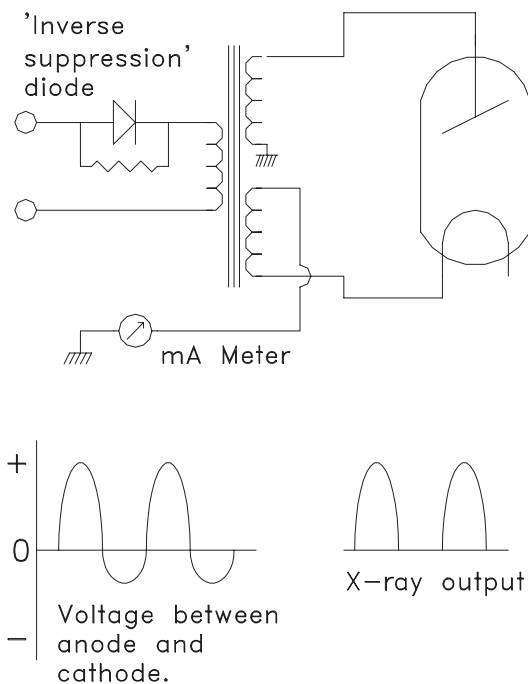 'Inverse
suppression'
diode
mA Meter
+
0
–
Voltage between
anode and
cathode.
X-ray output